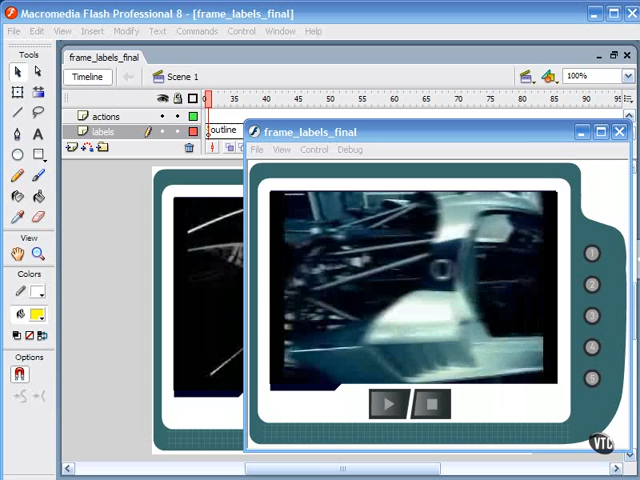 Macromedia Flash Professional 8 - [frame_labels_final]
File Edit View Insert Modify Text Commands Control Window Help
Tools
frame_labels_final
Timeline
Scene 1
100%
35 40 45 50 55 60 65 70 75 80 85 90
actions
labels
outline
frame_labels_final
File View Control Debug
View
Colors
Options
1
2
3
4
5
VTC